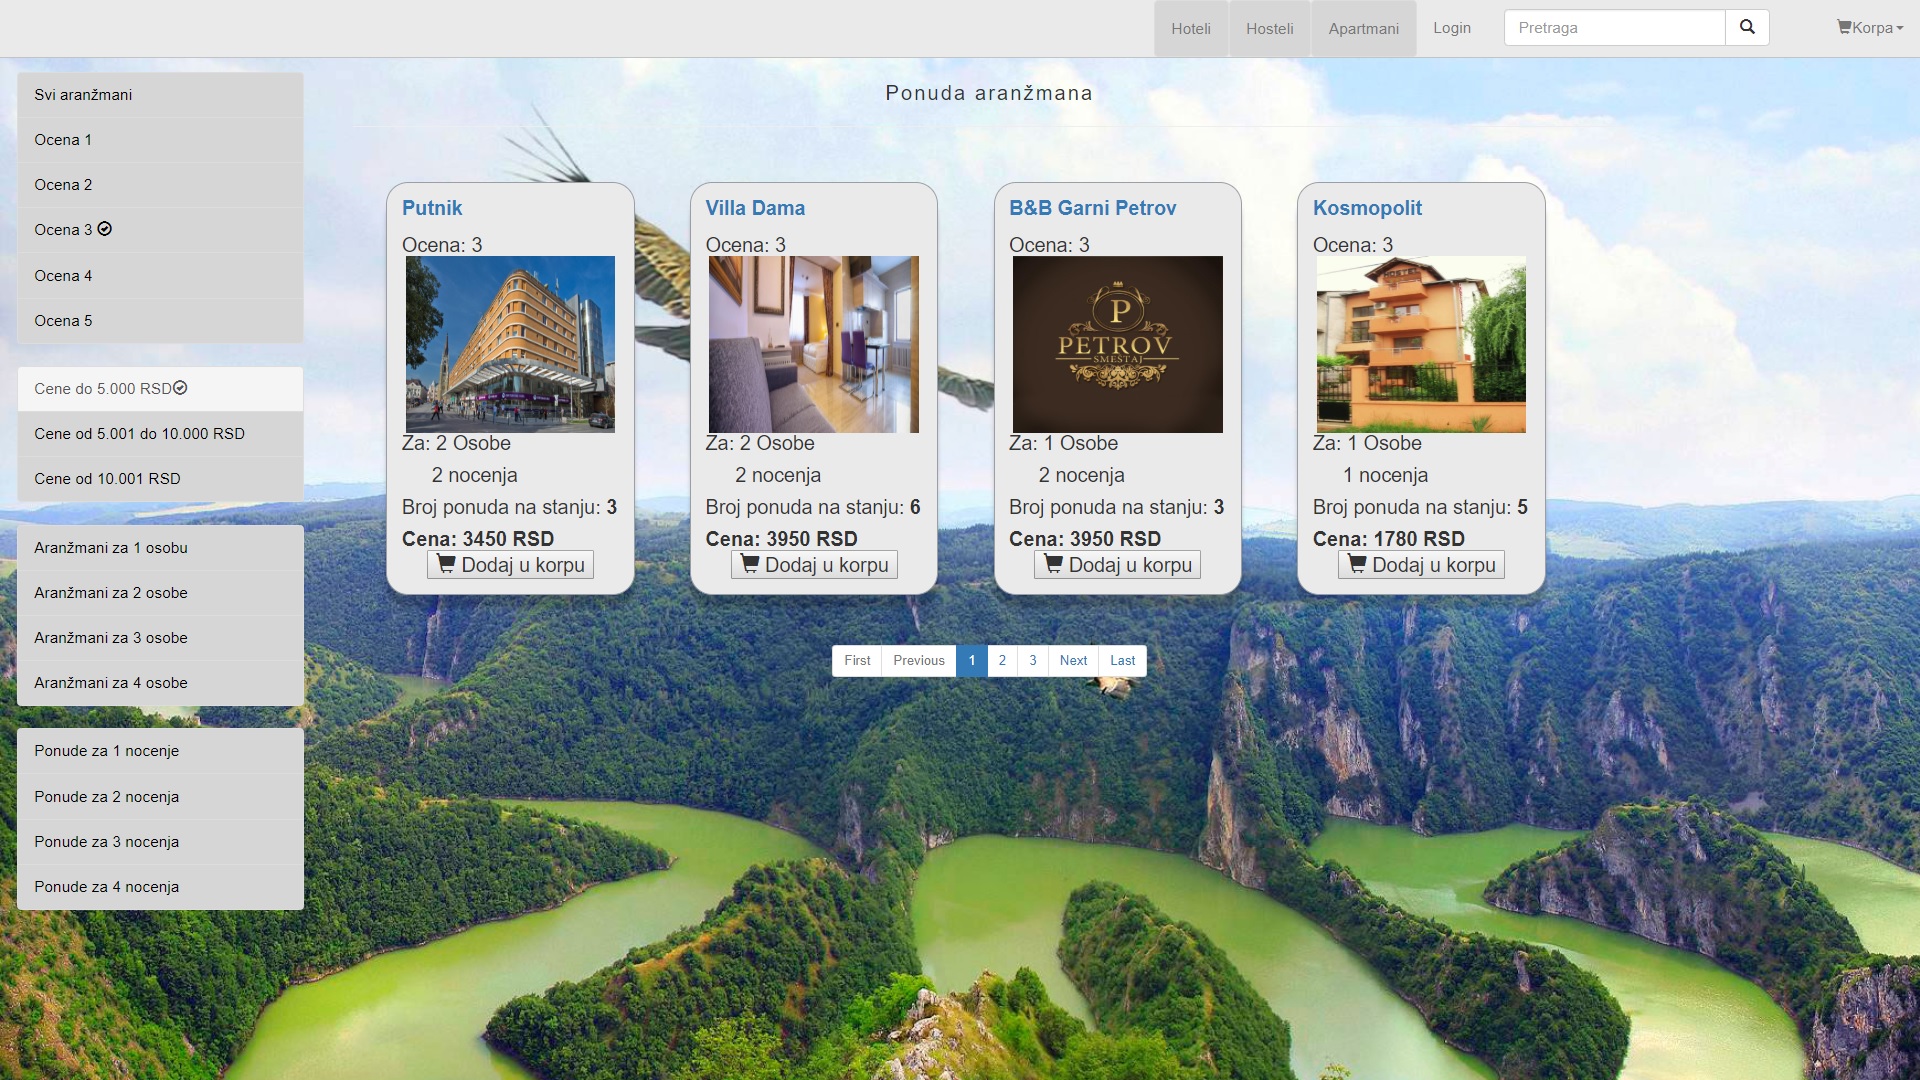 Hoteli
Hosteli
Apartmani
Login
Pretraga
Korpa
Svi aranžmani
Ocena 1
Ocena 2
Ocena 3
Ocena 4
Ocena 5
Cene do 5.000 RSD
Cene od 5.001 do 10.000 RSD
Cene od 10.001 RSD
Aranžmani za 1 osobu
Aranžmani za 2 osobe
Aranžmani za 3 osobe
Aranžmani za 4 osobe
Ponude za 1 nocenje
Ponude za 2 nocenja
Ponude za 3 nocenja
Ponude za 4 nocenja
Ponuda aranžmana
Putnik
Ocena: 3
Za: 2 Osobe
2 nocenja
Broj ponuda na stanju: 3
Cena: 3450 RSD
Dodaj u korpu
Villa Dama
Ocena: 3
Za: 2 Osobe
2 nocenja
Broj ponuda na stanju: 6
Cena: 3950 RSD
Dodaj u korpu
B&B Garni Petrov
Ocena: 3
P
PETROV
SMEŠTAJ
Za: 1 Osobe
2 nocenja
Broj ponuda na stanju: 3
Cena: 3950 RSD
Dodaj u korpu
Kosmopolit
Ocena: 3
Za: 1 Osobe
1 nocenja
Broj ponuda na stanju: 5
Cena: 1780 RSD
Dodaj u korpu
First
Previous
1
2
3
Next
Last